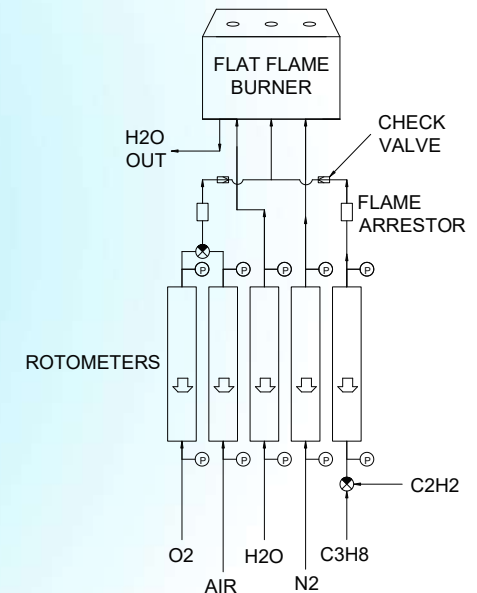 FLAT FLAME
BURNER
H2O
OUT
CHECK
VALVE
FLAME
ARRESTOR
P P P P P
ROTOMETERS
P P P P P
C2H2
O2
AIR
H2O
N2
C3H8